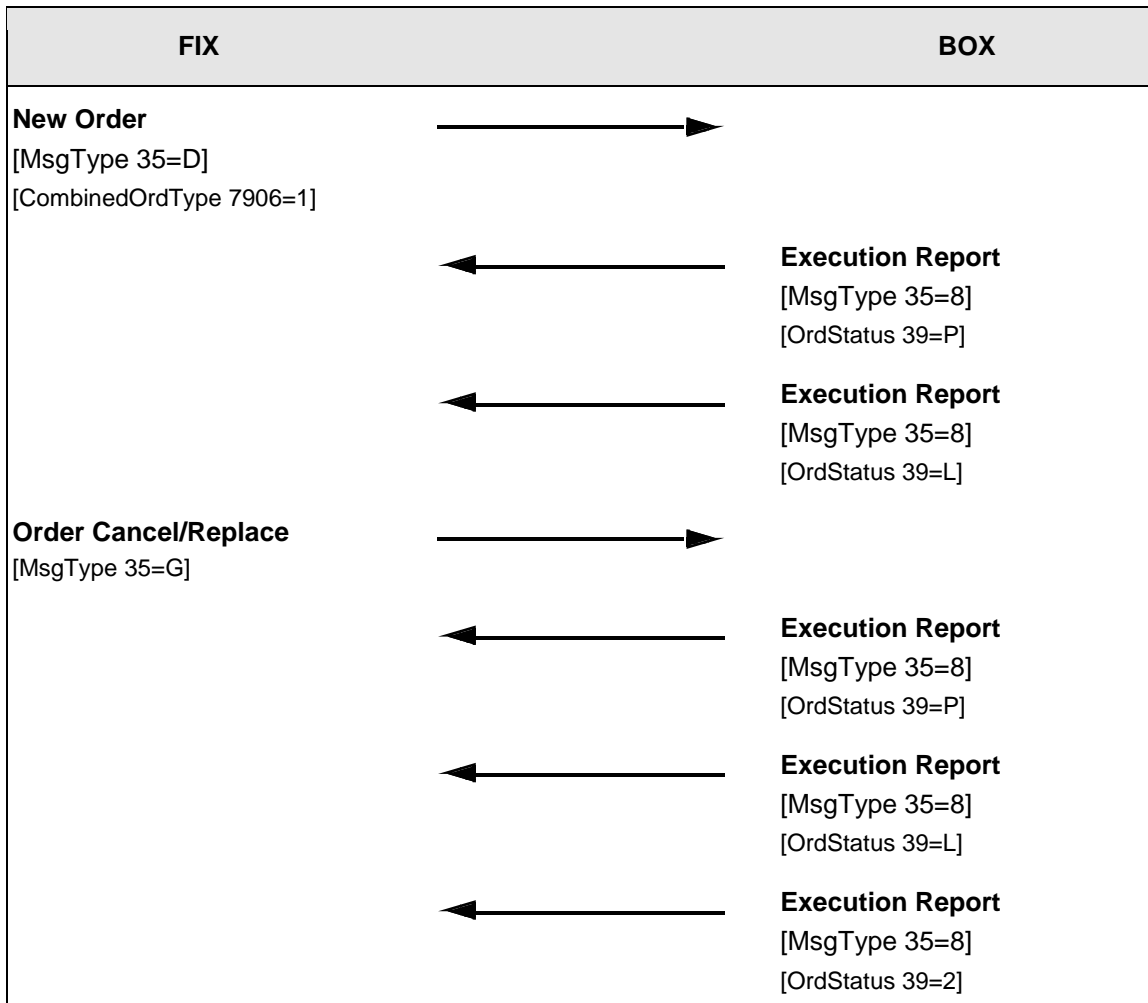 FIX BOX
New Order
[MsgType 35=D]
[CombinedOrdType 7906=1]
Execution Report
[MsgType 35=8]
[OrdStatus 39=P]
Execution Report
[MsgType 35=8]
[OrdStatus 39=L]
Order Cancel/Replace
[MsgType 35=G]
Execution Report
[MsgType 35=8]
[OrdStatus 39=P]
Execution Report
[MsgType 35=8]
[OrdStatus 39=L]
Execution Report
[MsgType 35=8]
[OrdStatus 39=2]